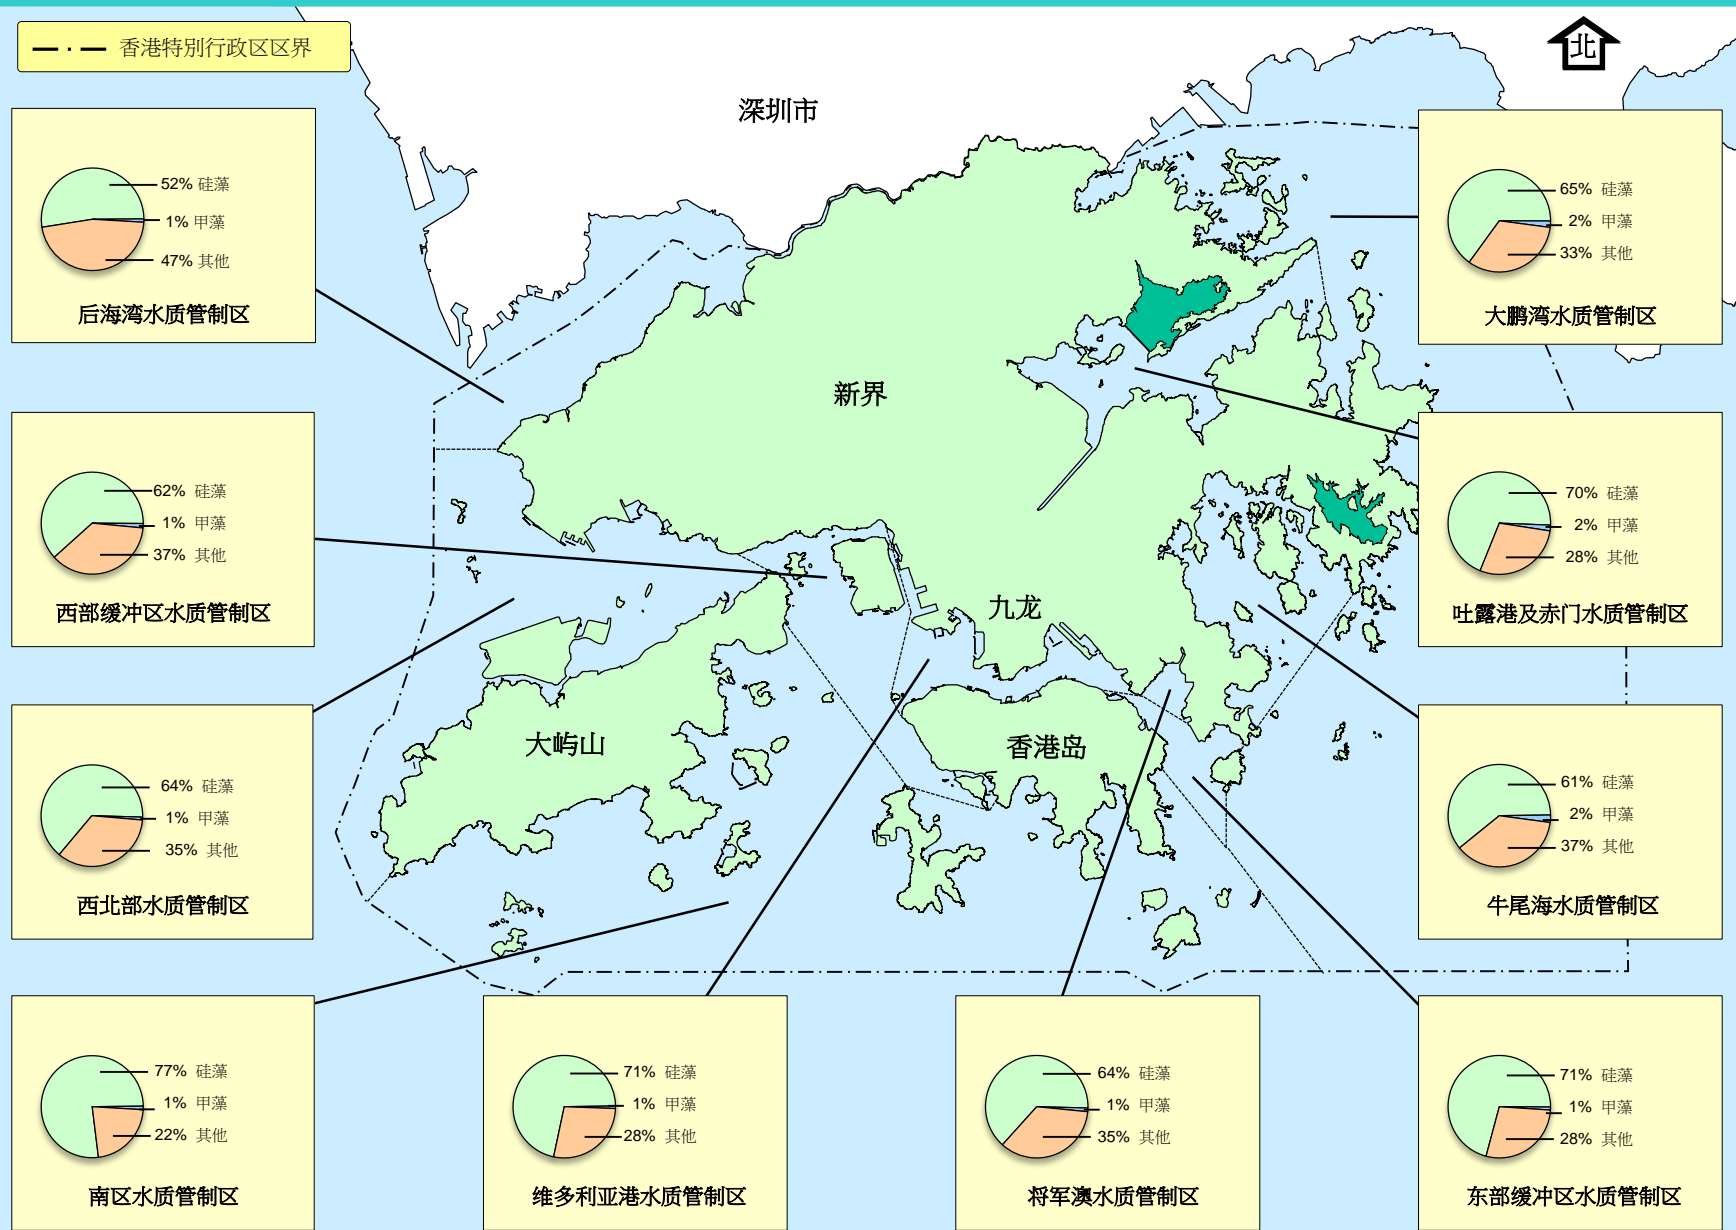 香港特别行政区区界
北
深圳市
新界
九龙
大屿山
香港岛
52% 硅藻
1% 甲藻
47% 其他
后海湾水质管制区
62% 硅藻
1% 甲藻
37% 其他
西部缓冲区水质管制区
64% 硅藻
1% 甲藻
35% 其他
西北部水质管制区
77% 硅藻
1% 甲藻
22% 其他
南区水质管制区
71% 硅藻
1% 甲藻
28% 其他
维多利亚港水质管制区
64% 硅藻
1% 甲藻
35% 其他
将军澳水质管制区
65% 硅藻
2% 甲藻
33% 其他
大鹏湾水质管制区
70% 硅藻
2% 甲藻
28% 其他
吐露港及赤门水质管制区
61% 硅藻
2% 甲藻
37% 其他
牛尾海水质管制区
71% 硅藻
1% 甲藻
28% 其他
东部缓冲区水质管制区